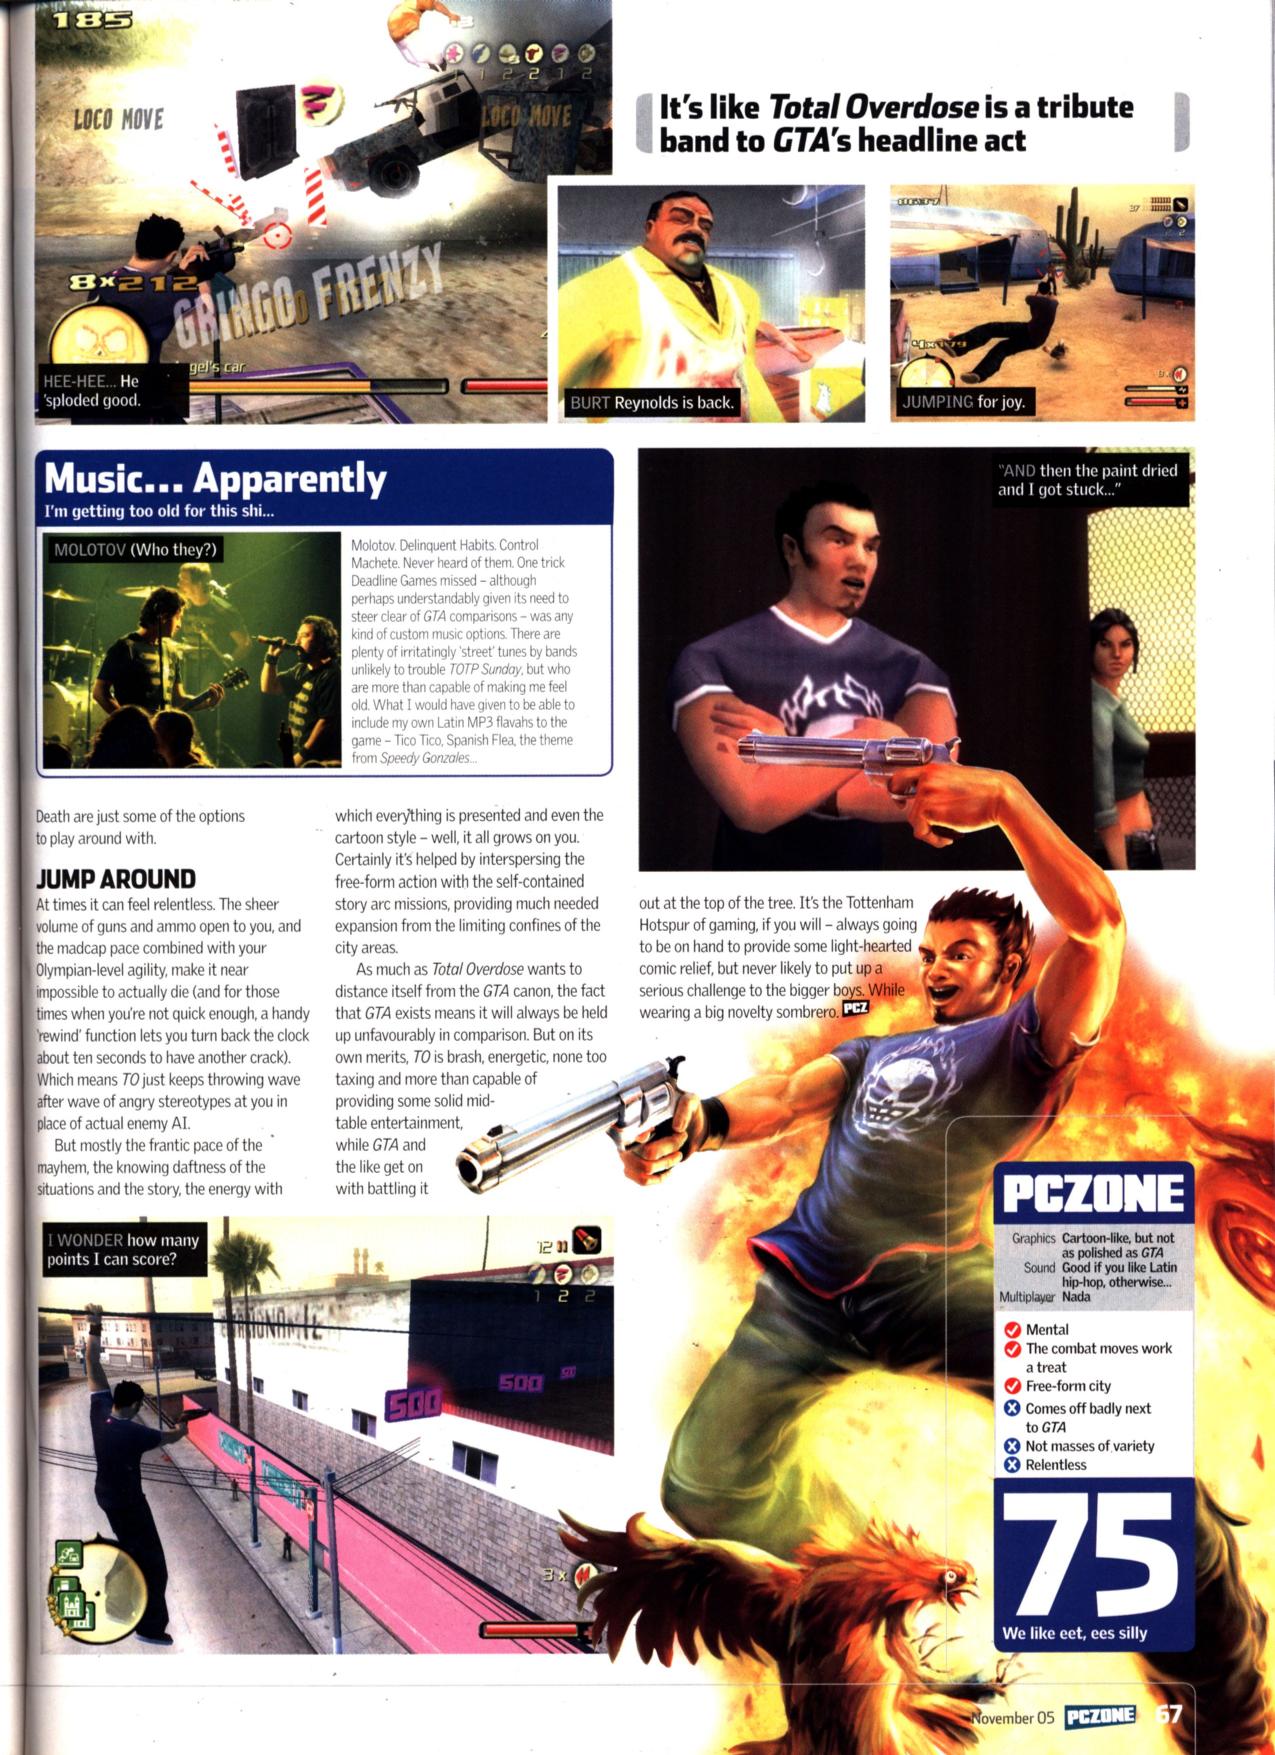 185
LOCO MOVE
LOCO MOVE
1 2 2 1 2
8x212
GRINGO FRENZY
gel's car
HEE-HEE... He
'sploded good.
It's like Total Overdose is a tribute
band to GTA's headline act
BURT Reynolds is back.
37
4x179
JUMPING for joy.
Music... Apparently
I'm getting too old for this shi...
MOLOTOV (Who they?)
Molotov. Delinquent Habits. Control
Machete. Never heard of them. One trick
Deadline Games missed – although
perhaps understandably given its need to
steer clear of GTA comparisons – was any
kind of custom music options. There are
plenty of irritatingly 'street' tunes by bands
unlikely to trouble TOTP Sunday, but who
are more than capable of making me feel
old. What I would have given to be able to
include my own Latin MP3 flavahs to the
game – Tico Tico, Spanish Flea, the theme
from Speedy Gonzales...
"AND then the paint dried
and I got stuck..."
Death are just some of the options
to play around with.
JUMP AROUND
At times it can feel relentless. The sheer
volume of guns and ammo open to you, and
the madcap pace combined with your
Olympian-level agility, make it near
impossible to actually die (and for those
times when you're not quick enough, a handy
'rewind' function lets you turn back the clock
about ten seconds to have another crack).
Which means TO just keeps throwing wave
after wave of angry stereotypes at you in
place of actual enemy AI.
But mostly the frantic pace of the
mayhem, the knowing daftness of the
situations and the story, the energy with
which everything is presented and even the
cartoon style – well, it all grows on you.
Certainly it's helped by interspersing the
free-form action with the self-contained
story arc missions, providing much needed
expansion from the limiting confines of the
city areas.
As much as Total Overdose wants to
distance itself from the GTA canon, the fact
that GTA exists means it will always be held
up unfavourably in comparison. But on its
own merits, TO is brash, energetic, none too
taxing and more than capable of
providing some solid mid-
table entertainment,
while GTA and
the like get on
with battling it
out at the top of the tree. It's the Tottenham
Hotspur of gaming, if you will – always going
to be on hand to provide some light-hearted
comic relief, but never likely to put up a
serious challenge to the bigger boys. While
wearing a big novelty sombrero. PCZ
I WONDER how many
points I can score?
12
1 2 2
500
500
3x
PCZONE
Graphics Cartoon-like, but not
as polished as GTA
Sound Good if you like Latin
hip-hop, otherwise...
Multiplayer Nada
Mental
The combat moves work
a treat
Free-form city
Comes off badly next
to GTA
Not masses of variety
Relentless
75
We like eet, ees silly
November 05 PCZONE 67